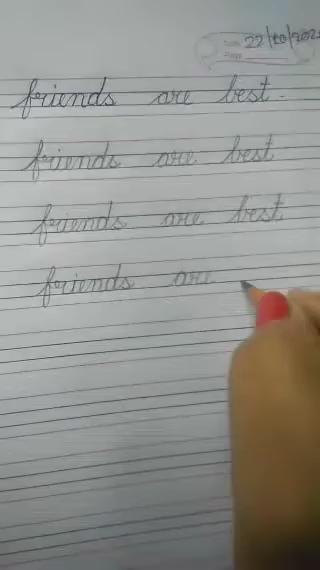 22/10/202
friends are best.
friends are best
friends are best
friends are